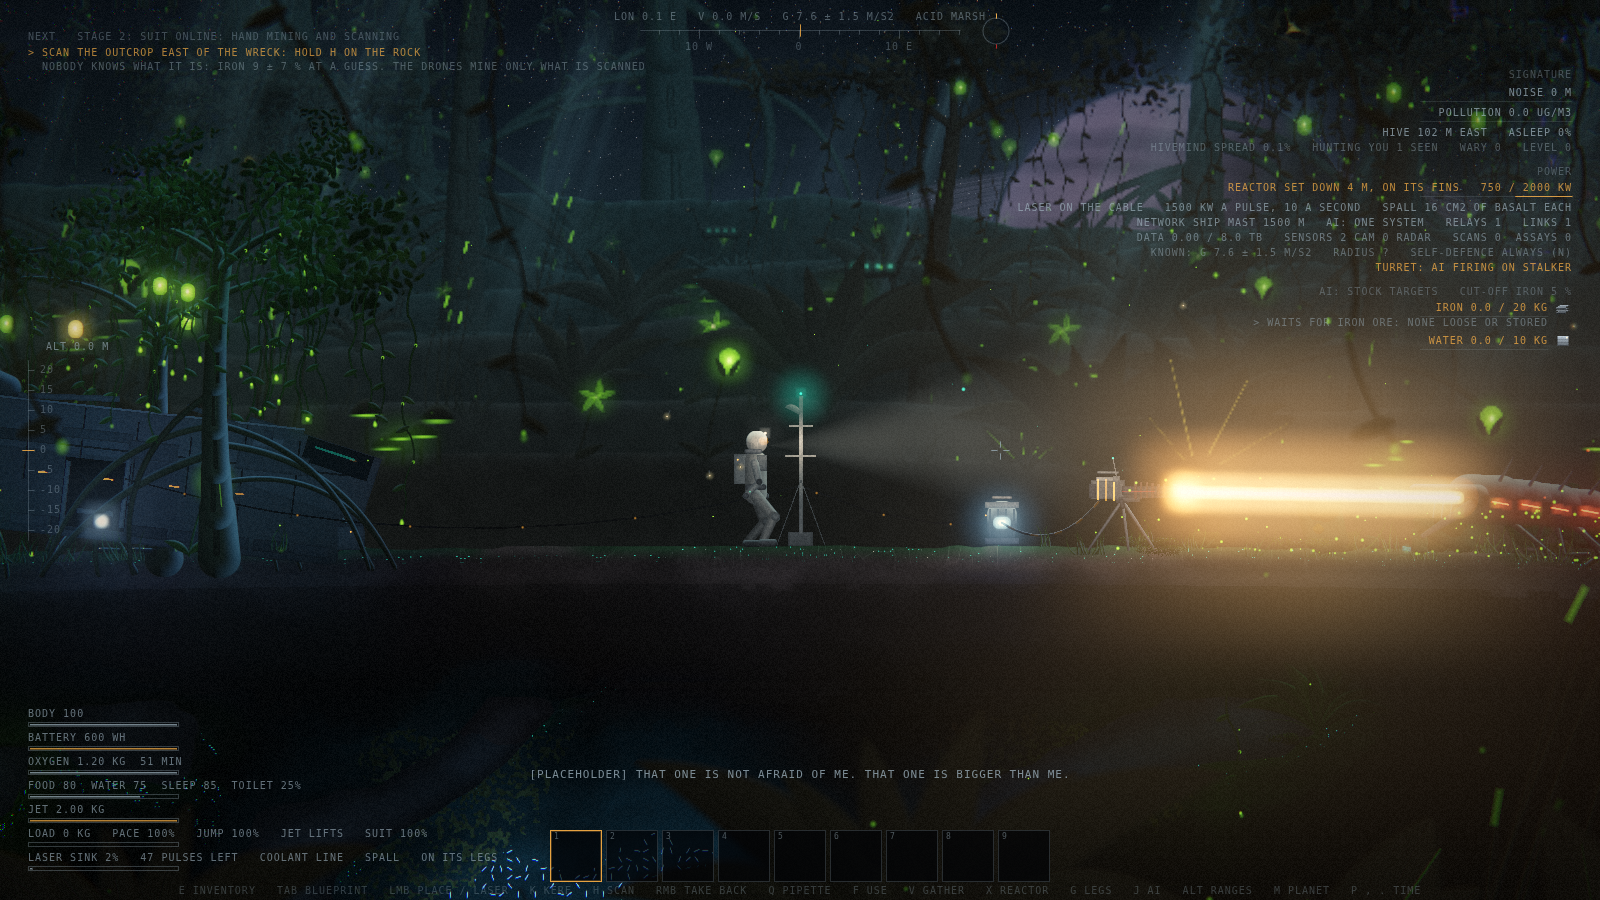 LON 0.1 E   V 0.0 M/S   G 7.6 ± 1.5 M/S2   ACID MARSH
10 W   0   10 E
NEXT   STAGE 2: SUIT ONLINE: HAND MINING AND SCANNING
> SCAN THE OUTCROP EAST OF THE WRECK: HOLD H ON THE ROCK
NOBODY KNOWS WHAT IT IS: IRON 9 ± 7 % AT A GUESS. THE DRONES MINE ONLY WHAT IS SCANNED
SIGNATURE
NOISE 0 M
POLLUTION 0.0 UG/M3
HIVE 102 M EAST   ASLEEP 0%
HIVEMIND SPREAD 0.1%   HUNTING YOU 1 SEEN   WARY 0   LEVEL 0
POWER
REACTOR SET DOWN 4 M, ON ITS FINS   750 / 2000 KW
LASER ON THE CABLE   1500 KW A PULSE, 10 A SECOND   SPALL 16 CM2 OF BASALT EACH
NETWORK SHIP MAST 1500 M   AI: ONE SYSTEM   RELAYS 1   LINKS 1
DATA 0.00 / 8.0 TB   SENSORS 2 CAM 0 RADAR   SCANS 0   ASSAYS 0
KNOWN: G 7.6 ± 1.5 M/S2   RADIUS ?   SELF-DEFENCE ALWAYS (N)
TURRET: AI FIRING ON STALKER
AI: STOCK TARGETS   CUT-OFF IRON 5 %
IRON 0.0 / 20 KG
> WAITS FOR IRON ORE: NONE LOOSE OR STORED
WATER 0.0 / 10 KG
ALT 0.0 M
20
15
10
5
0
-5
-10
-15
-20
[PLACEHOLDER] THAT ONE IS NOT AFRAID OF ME. THAT ONE IS BIGGER THAN ME.
BODY 100
BATTERY 600 WH
OXYGEN 1.20 KG   51 MIN
FOOD 80   WATER 75   SLEEP 85   TOILET 25%
JET 2.00 KG
LOAD 0 KG   PACE 100%   JUMP 100%   JET LIFTS   SUIT 100%
LASER SINK 2%   47 PULSES LEFT   COOLANT LINE   SPALL   ON ITS LEGS
1 2 3 4 5 6 7 8 9
E INVENTORY   TAB BLUEPRINT   LMB PLACE / LASER   K KERF   H SCAN   RMB TAKE BACK   Q PIPETTE   F USE   V GATHER   X REACTOR   G LEGS   J AI   ALT RANGES   M PLANET   P , . TIME